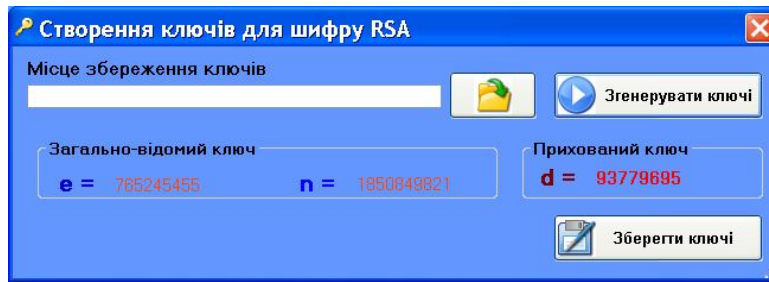 Створення ключів для шифру RSA
Місце збереження ключів
Згенерувати ключі
Загально-відомий ключ
e = 765245455 n = 1850849821
Прихований ключ
d = 93779695
Зберегти ключі